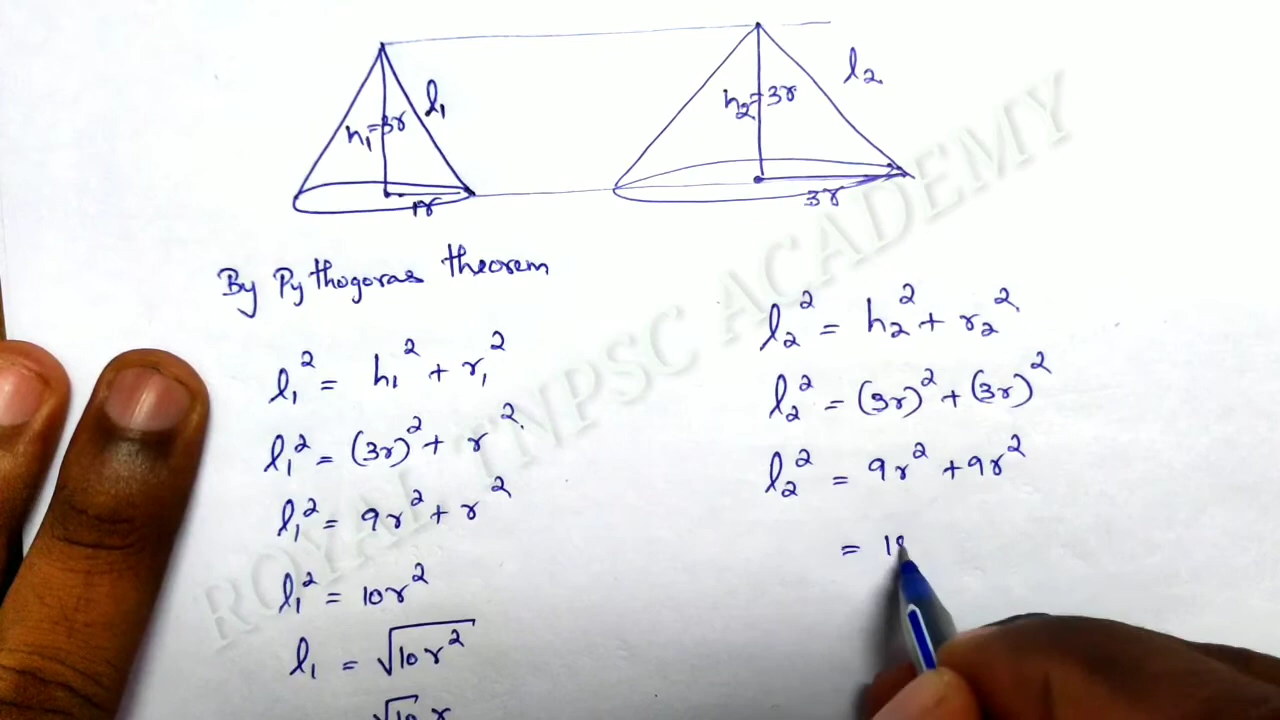 h₁=3r
l₁
1r
h₂=3r
l₂
3r
By Pythogoras theorem
l₁² = h₁² + r₁²
l₁² = (3r)² + r²
l₁² = 9r² + r²
l₁² = 10r²
l₁ = √10r²
√10 r
l₂² = h₂² + r₂²
l₂² = (3r)² + (3r)²
l₂² = 9r² + 9r²
= 18
ROYAL TNPSC ACADEMY